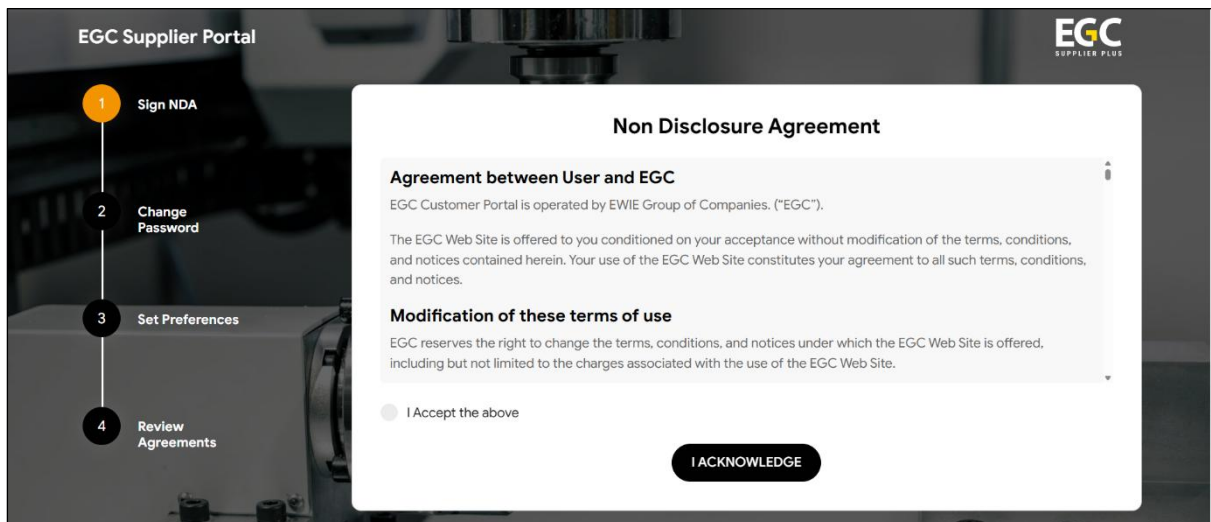 EGC Supplier Portal
EGC
SUPPLIER PLUS
1 Sign NDA
2 Change
Password
3 Set Preferences
4 Review
Agreements
Non Disclosure Agreement
Agreement between User and EGC
EGC Customer Portal is operated by EWIE Group of Companies. (“EGC”).
The EGC Web Site is offered to you conditioned on your acceptance without modification of the terms, conditions,
and notices contained herein. Your use of the EGC Web Site constitutes your agreement to all such terms, conditions,
and notices.
Modification of these terms of use
EGC reserves the right to change the terms, conditions, and notices under which the EGC Web Site is offered,
including but not limited to the charges associated with the use of the EGC Web Site.
I Accept the above
I ACKNOWLEDGE